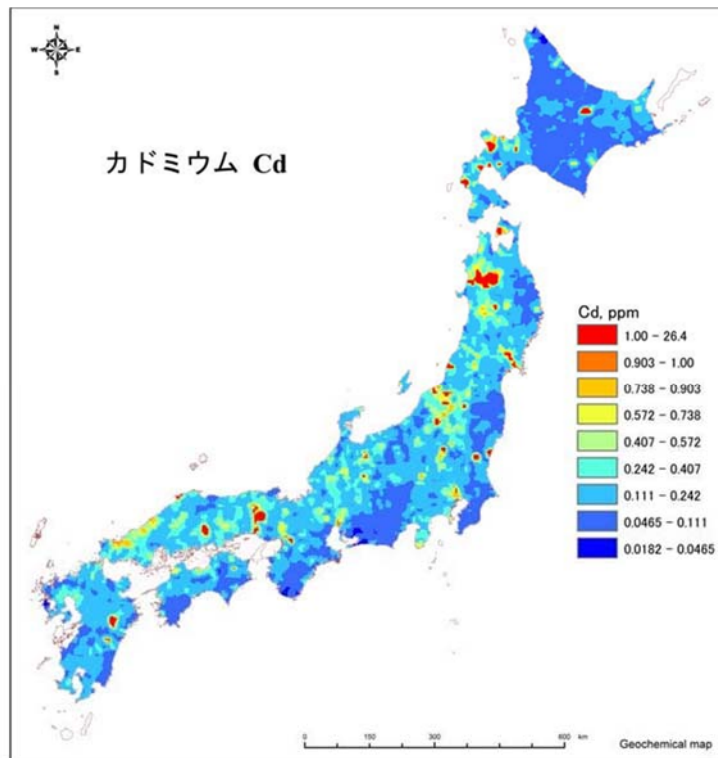 N
W E
S
カドミウム Cd
Cd, ppm
1.00 - 26.4
0.903 - 1.00
0.738 - 0.903
0.572 - 0.738
0.407 - 0.572
0.242 - 0.407
0.111 - 0.242
0.0465 - 0.111
0.0182 - 0.0465
0 150 300 600 km
Geochemical map